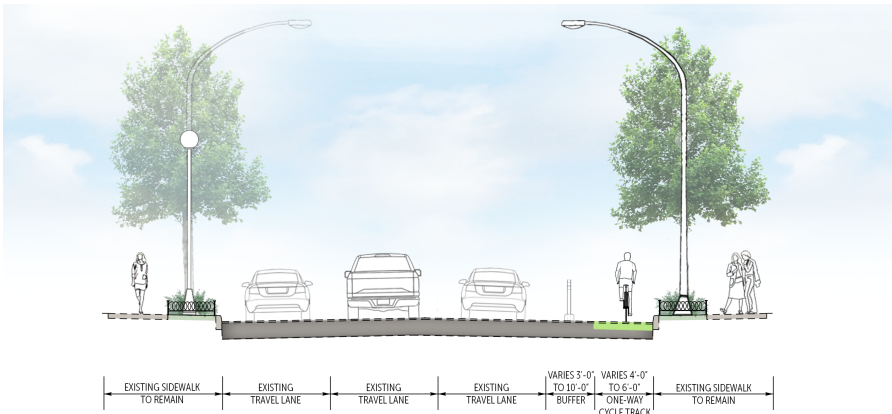 EXISTING SIDEWALK
TO REMAIN
EXISTING
TRAVEL LANE
EXISTING
TRAVEL LANE
EXISTING
TRAVEL LANE
VARIES 3'-0"
TO 10'-0"
BUFFER
VARIES 4'-0"
TO 6'-0"
ONE-WAY
CYCLE TRACK
EXISTING SIDEWALK
TO REMAIN